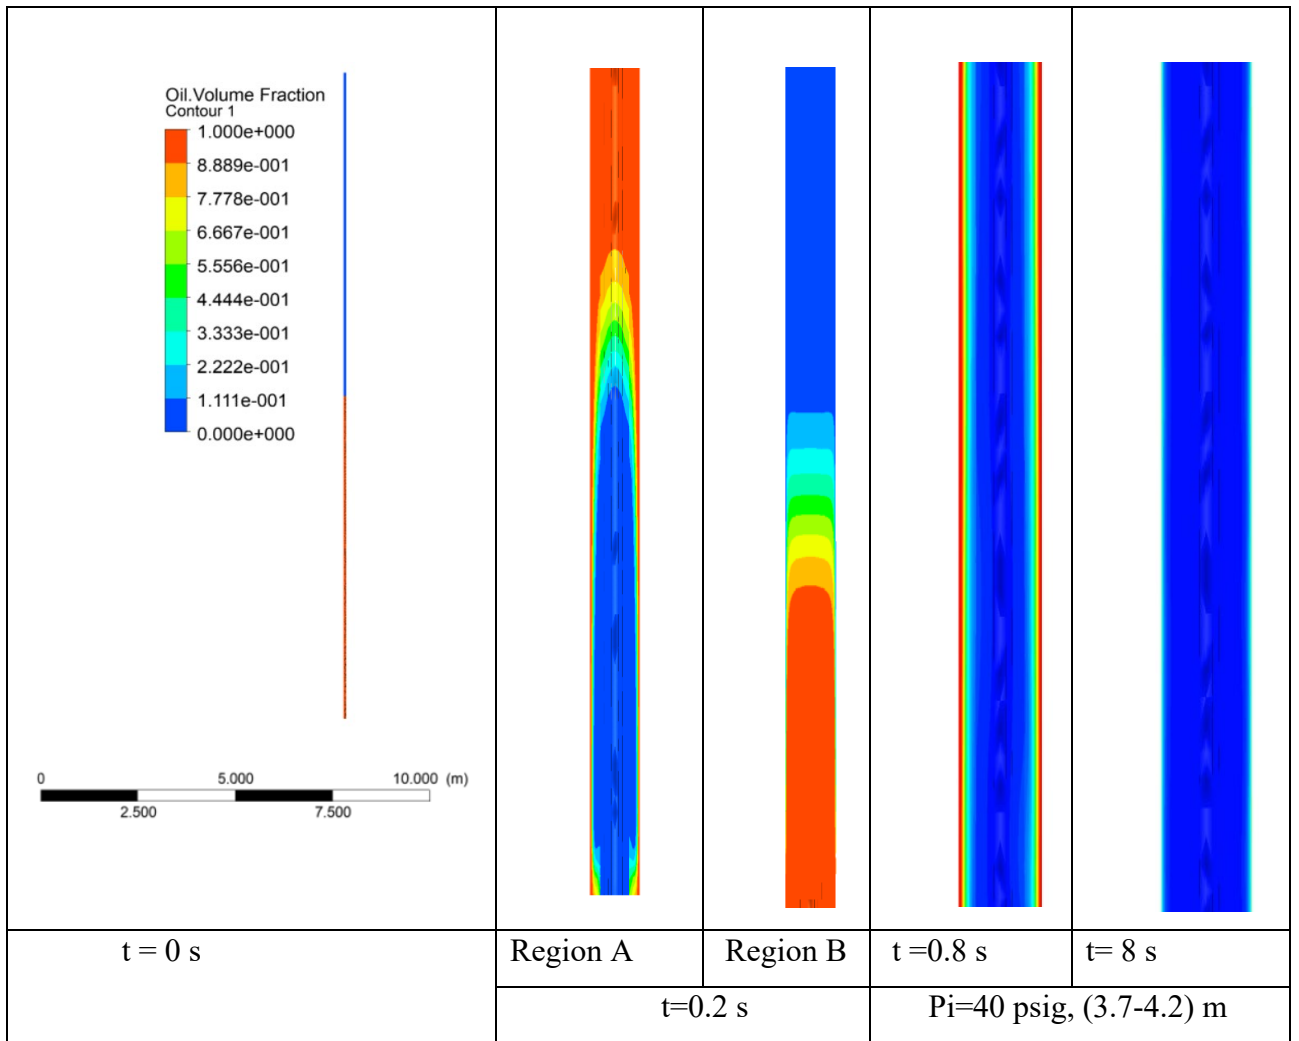 Oil.Volume Fraction
Contour 1
1.000e+000
8.889e-001
7.778e-001
6.667e-001
5.556e-001
4.444e-001
3.333e-001
2.222e-001
1.111e-001
0.000e+000
0 5.000 10.000 (m)
2.500 7.500
t = 0 s
Region A
Region B
t =0.8 s
t= 8 s
t=0.2 s
Pi=40 psig, (3.7-4.2) m